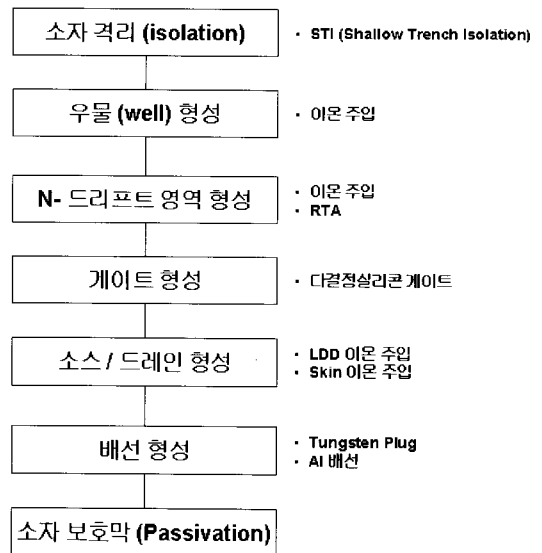 소자 격리 (isolation)
· STI (Shallow Trench Isolation)
우물 (well) 형성
· 이온 주입
N- 드리프트 영역 형성
· 이온 주입
· RTA
게이트 형성
· 다결정실리콘 게이트
소스 / 드레인 형성
· LDD 이온 주입
· Skin 이온 주입
배선 형성
· Tungsten Plug
· Al 배선
소자 보호막 (Passivation)